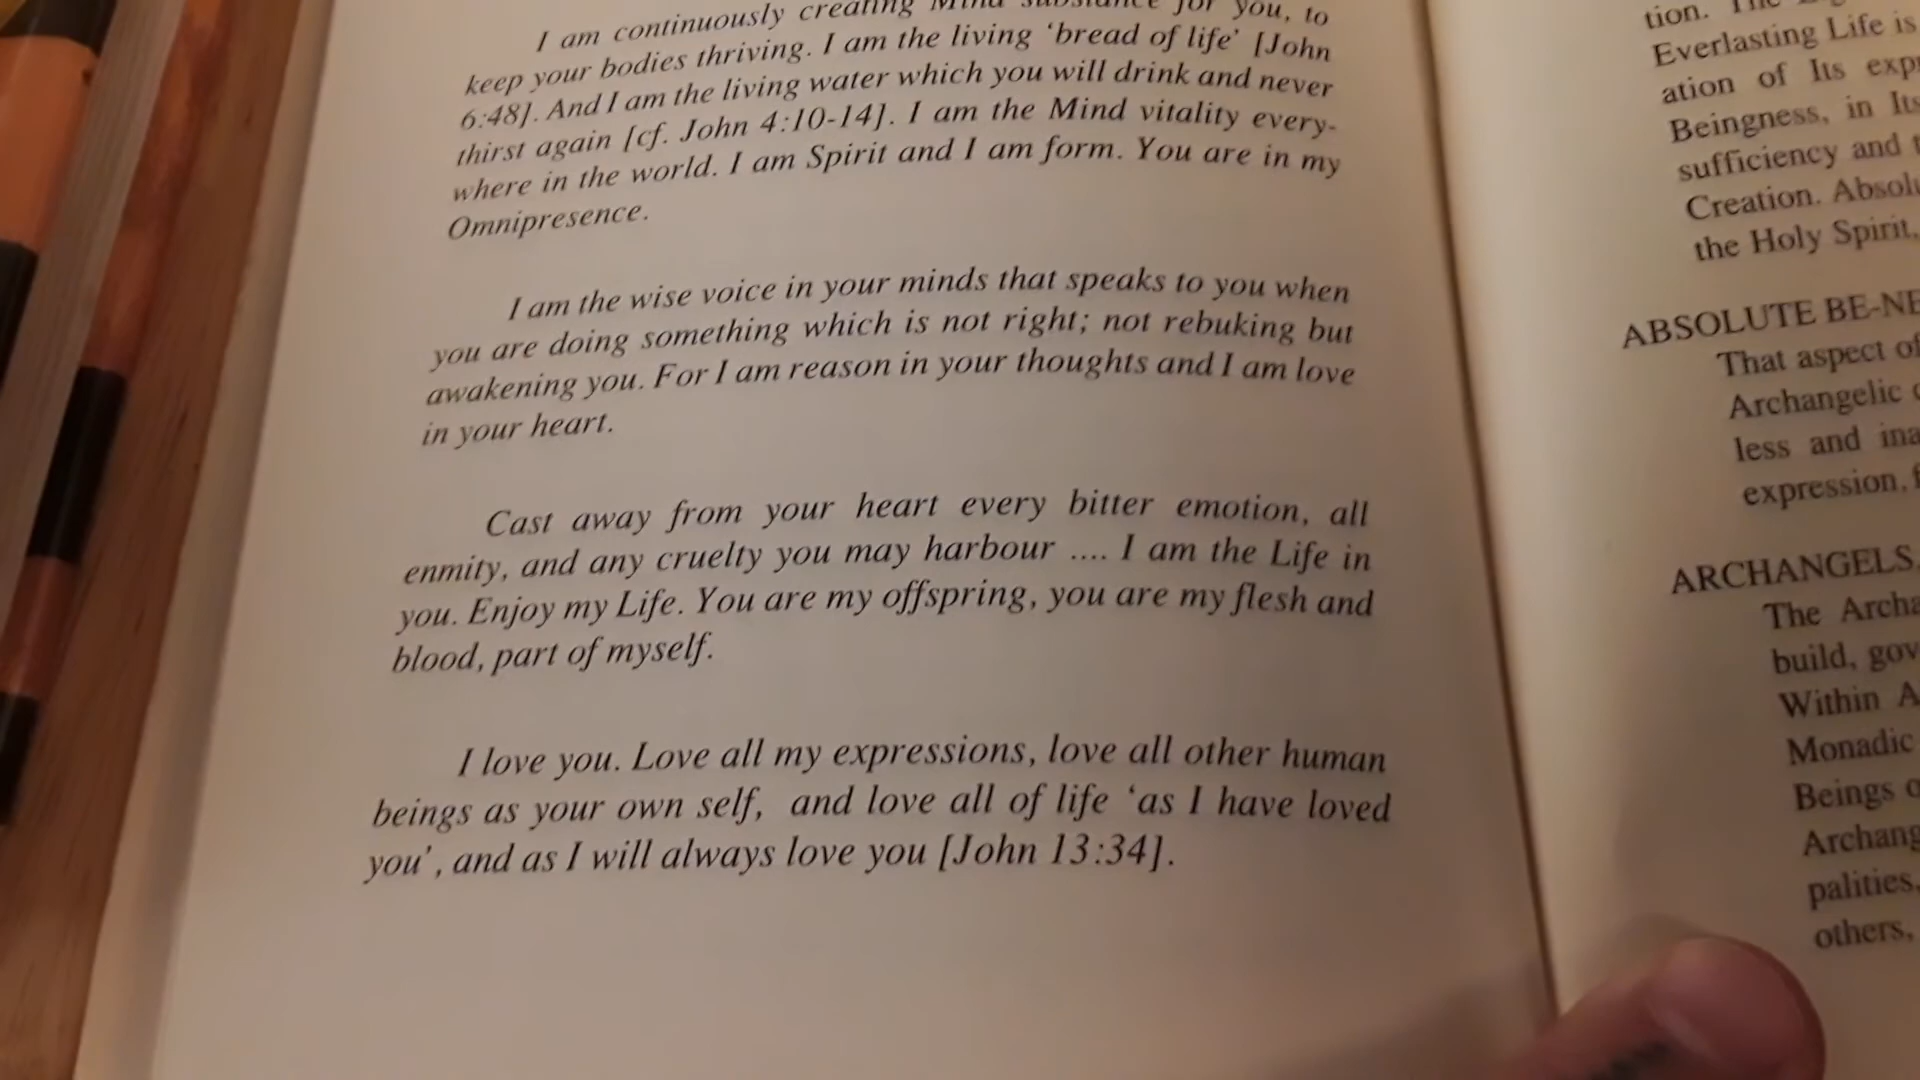 I am continuously creating Mind substance for you, to
keep your bodies thriving. I am the living ‘bread of life’ [John
6:48]. And I am the living water which you will drink and never
thirst again [cf. John 4:10-14]. I am the Mind vitality every-
where in the world. I am Spirit and I am form. You are in my
Omnipresence.
I am the wise voice in your minds that speaks to you when
you are doing something which is not right; not rebuking but
awakening you. For I am reason in your thoughts and I am love
in your heart.
Cast away from your heart every bitter emotion, all
enmity, and any cruelty you may harbour .... I am the Life in
you. Enjoy my Life. You are my offspring, you are my flesh and
blood, part of myself.
I love you. Love all my expressions, love all other human
beings as your own self, and love all of life ‘as I have loved
you’, and as I will always love you [John 13:34].
tion. The
Everlasting Life is
ation of Its
Beingness, in Its
sufficiency and
Creation.
the Holy Spirit,
ABSOLUTE
That aspect of
Archangelic
less and
expression,
ARCHANGELS,
The
build,
Within
Monadic
Beings
palities,
others,